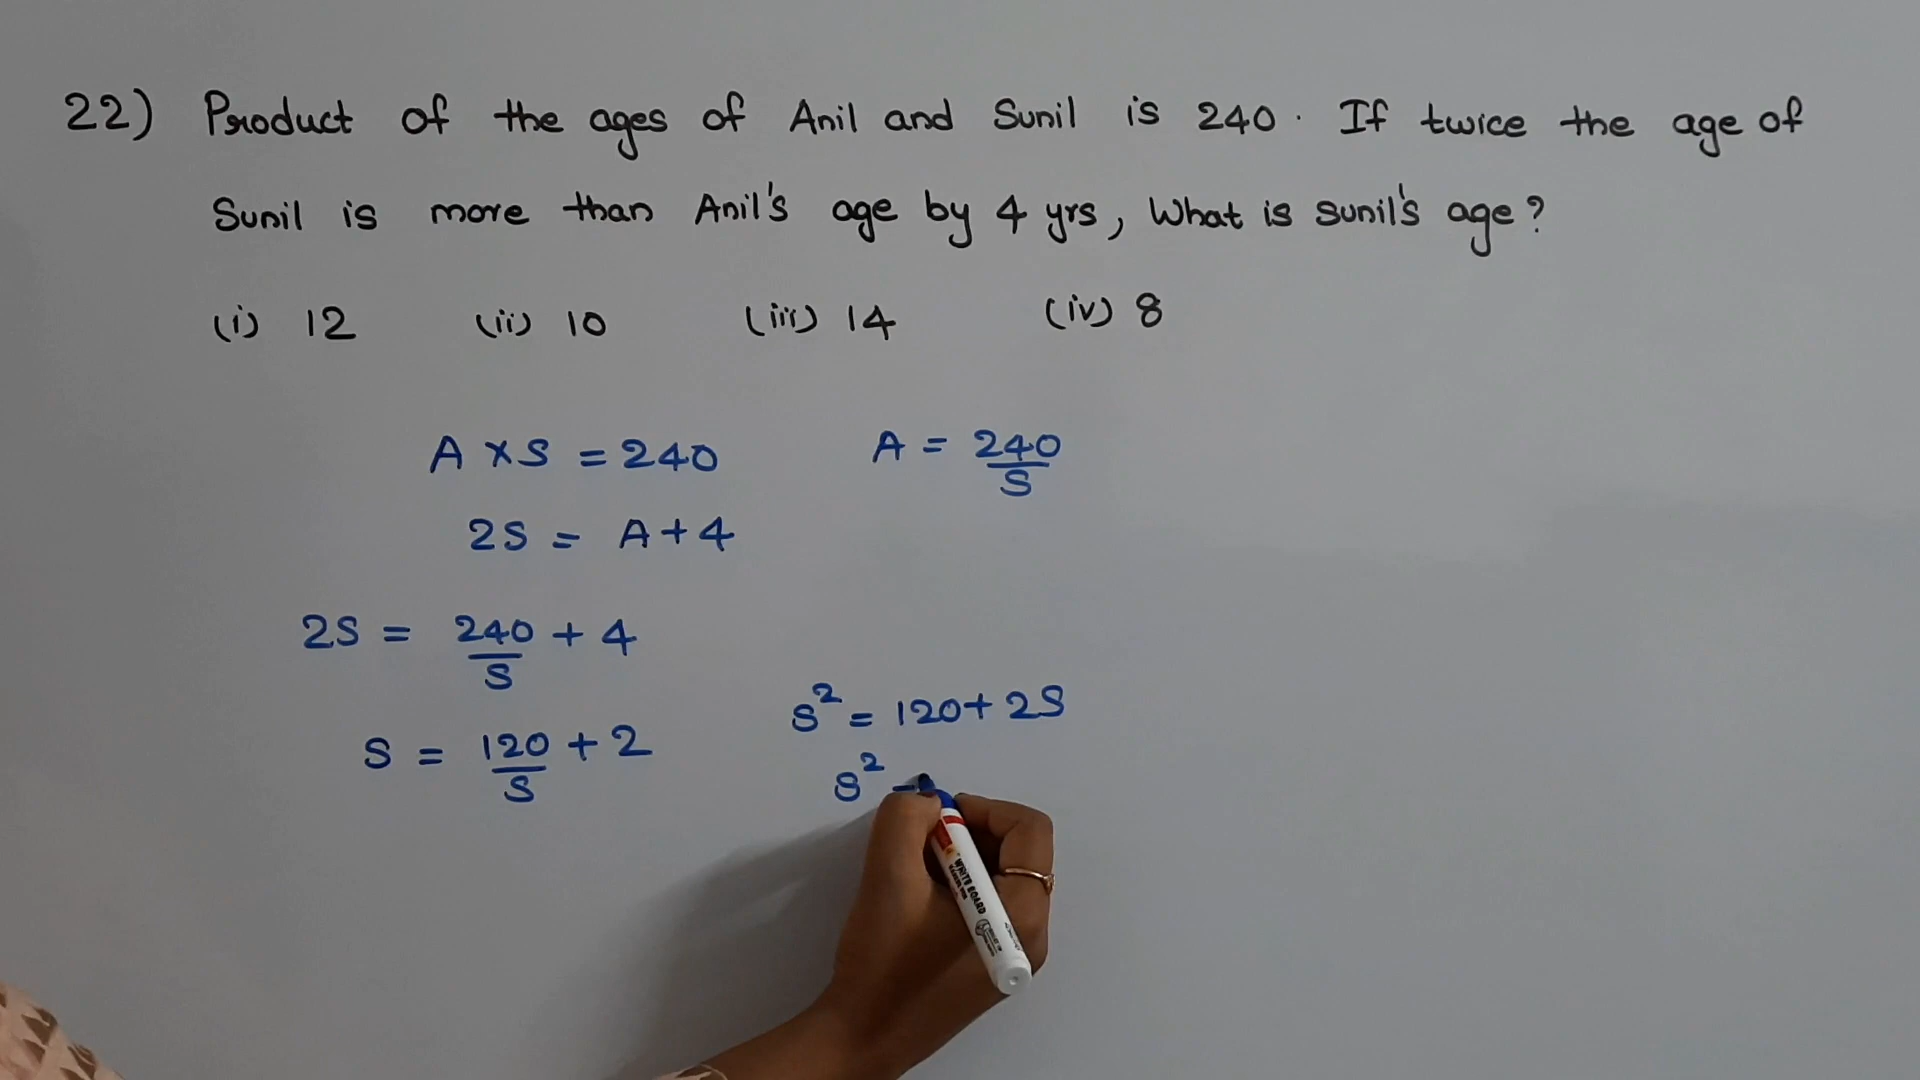 22) Product of the ages of Anil and Sunil is 240. If twice the age of
Sunil is more than Anil's age by 4 yrs, What is sunil's age?
(i) 12 (ii) 10 (iii) 14 (iv) 8
A × S = 240 A = 240/S
2S = A + 4
2S = 240/S + 4
S = 120/S + 2
S² = 120 + 2S
S² -
WHITE BOARD